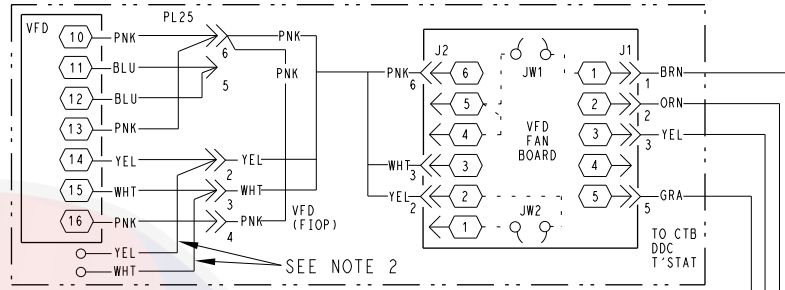 VFD
PL25
10
PNK
6
PNK
11
BLU
PNK
5
12
BLU
13
PNK
14
YEL
2
YEL
15
WHT
3
WHT
16
PNK
4
PNK
VFD
(FIOP)
YEL
WHT
SEE NOTE 2
J2
J1
JW1
PNK
6
6
1
1
BRN
5
2
2
ORN
4
VFD
FAN
BOARD
3
3
YEL
WHT
3
3
4
YEL
2
2
JW2
5
5
GRA
1
TO CTB
DDC
T'STAT